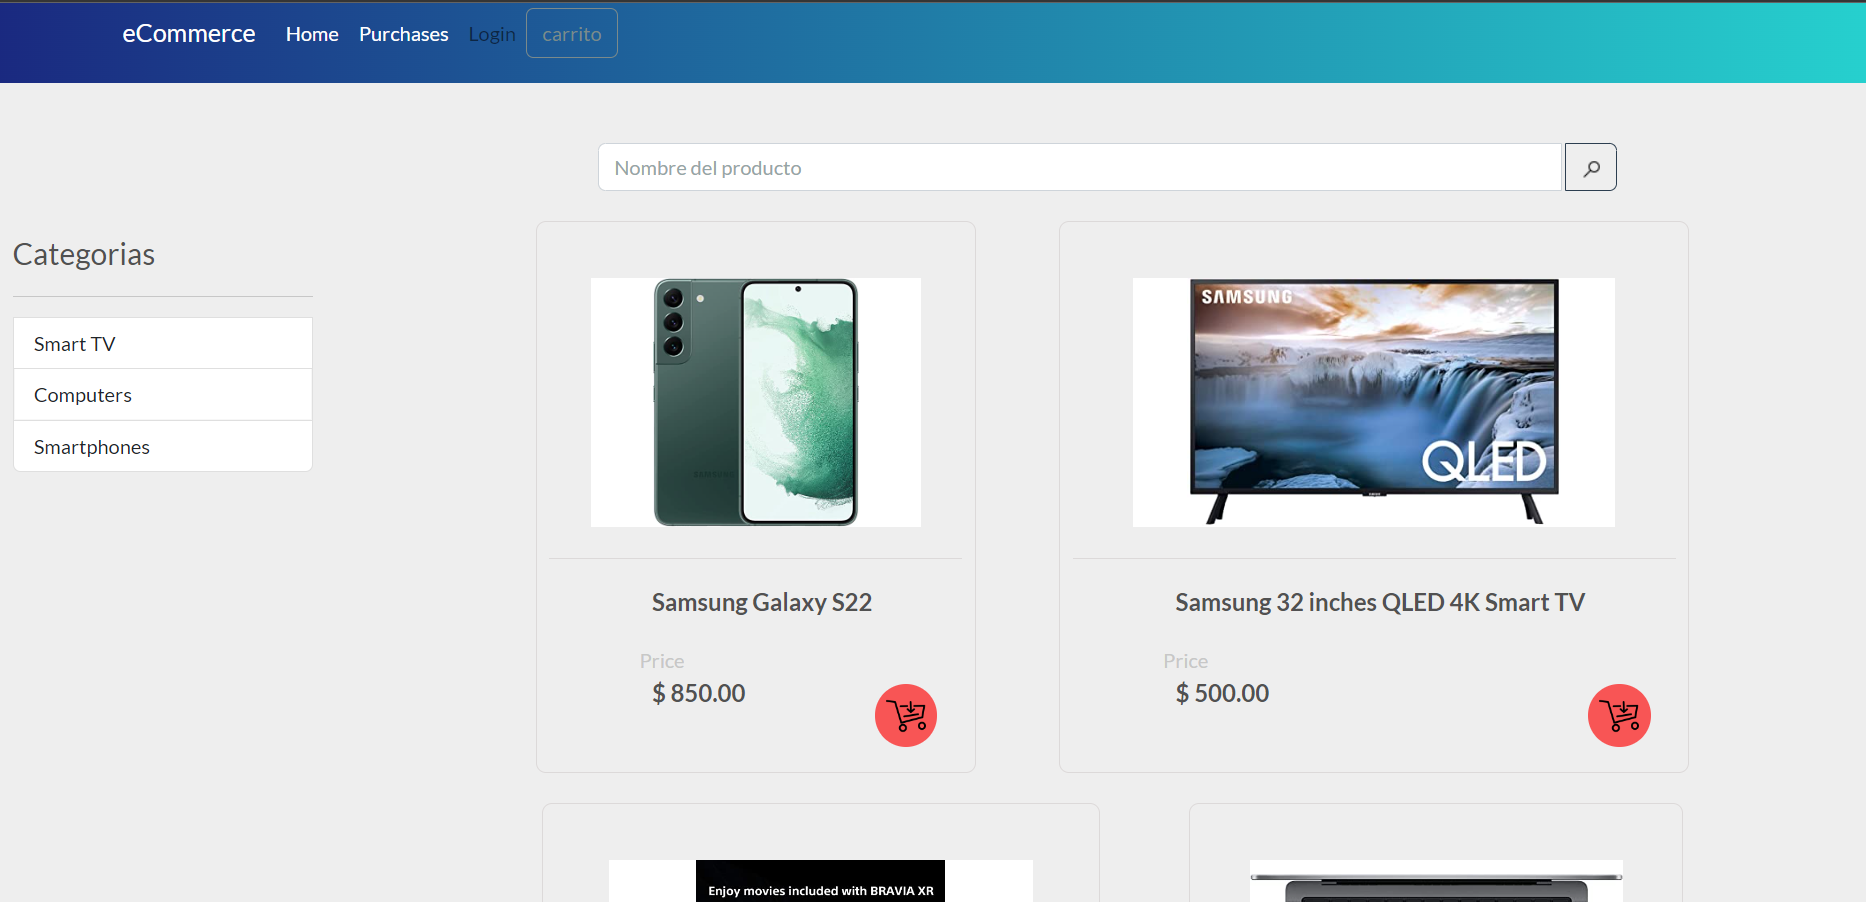 eCommerce Home Purchases Login carrito
Nombre del producto
Categorias
Smart TV
Computers
Smartphones
SAMSUNG
SAMSUNG
QLED
Samsung Galaxy S22
Price
$ 850.00
Samsung 32 inches QLED 4K Smart TV
Price
$ 500.00
Enjoy movies included with BRAVIA XR